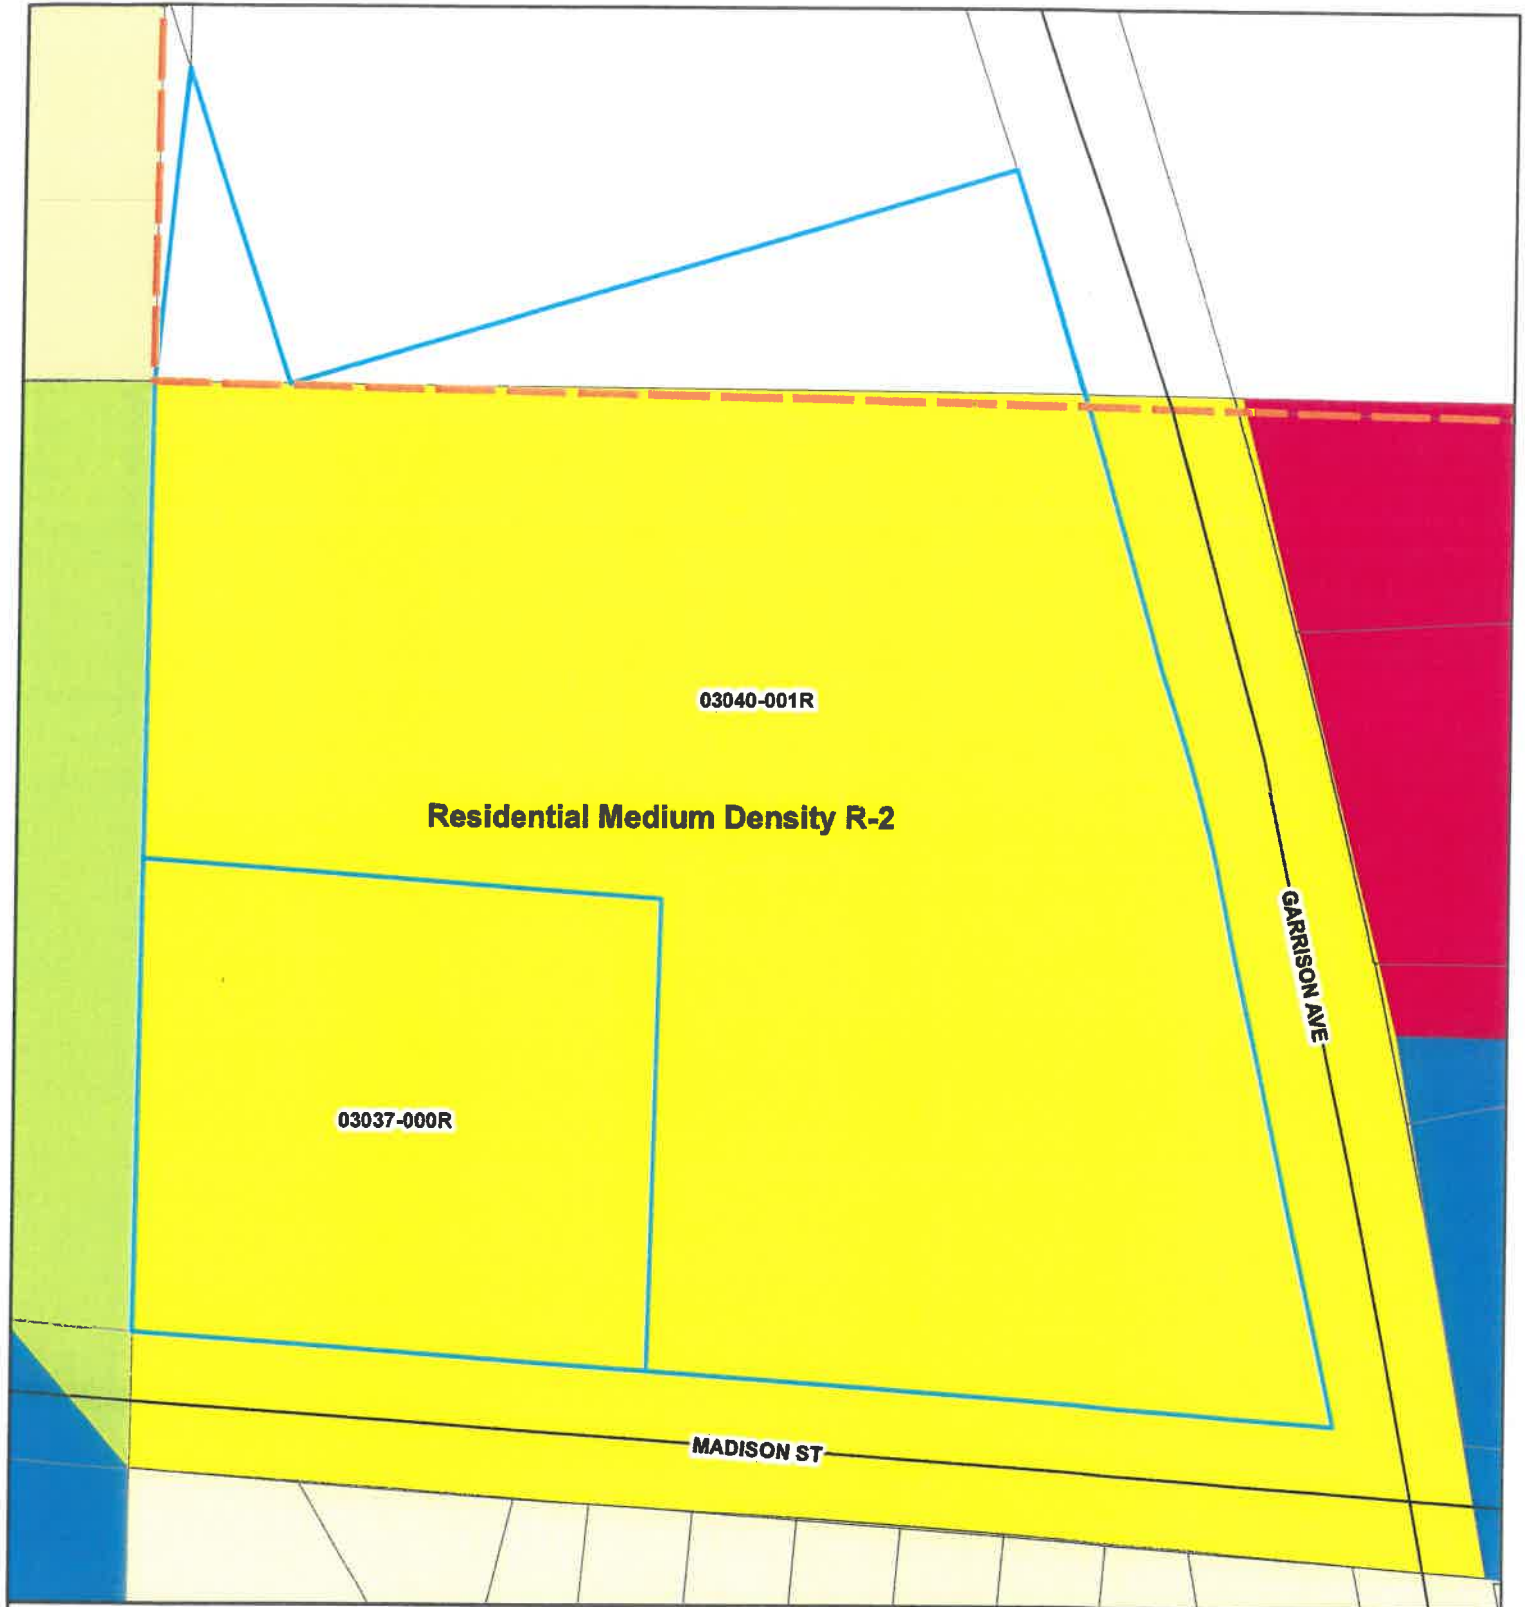 03040-001R
Residential Medium Density R-2
GARRISON AVE
03037-000R
MADISON ST